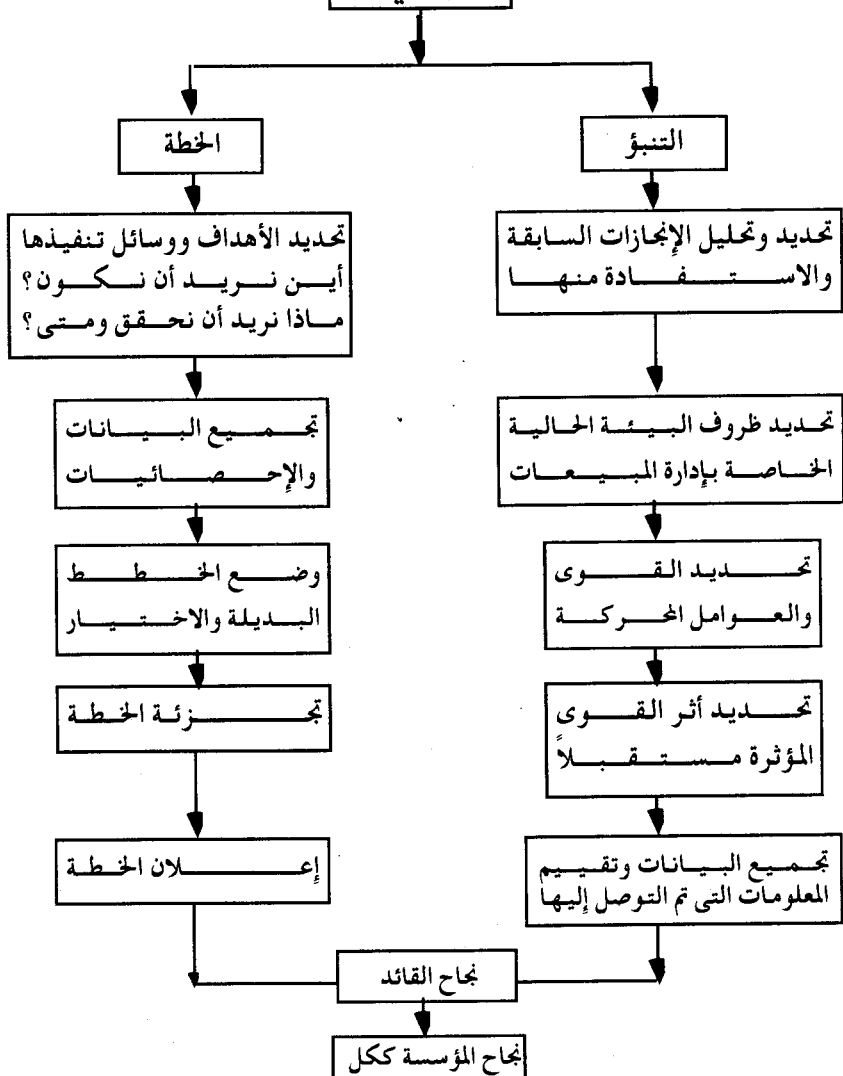 التنبؤ
تحديد وتحليل الإنجازات السابقة
والاستفادة منها
تحديد ظروف البيئة الحالية
الخاصة بإدارة المبيعات
تحديد القوى
والعوامل المحركة
تحديد أثر القوى
المؤثرة مستقبلاً
تجميع البيانات وتقييم
المعلومات التى تم التوصل إليها
الخطة
تحديد الأهداف ووسائل تنفيذها
أين نريد أن نكون؟
ماذا نريد أن نحقق ومتى؟
تجميع البيانات
والإحصائيات
وضع الخطط
البديلة والاختيار
تجزئة الخطة
إعلان الخطة
نجاح القائد
نجاح المؤسسة ككل